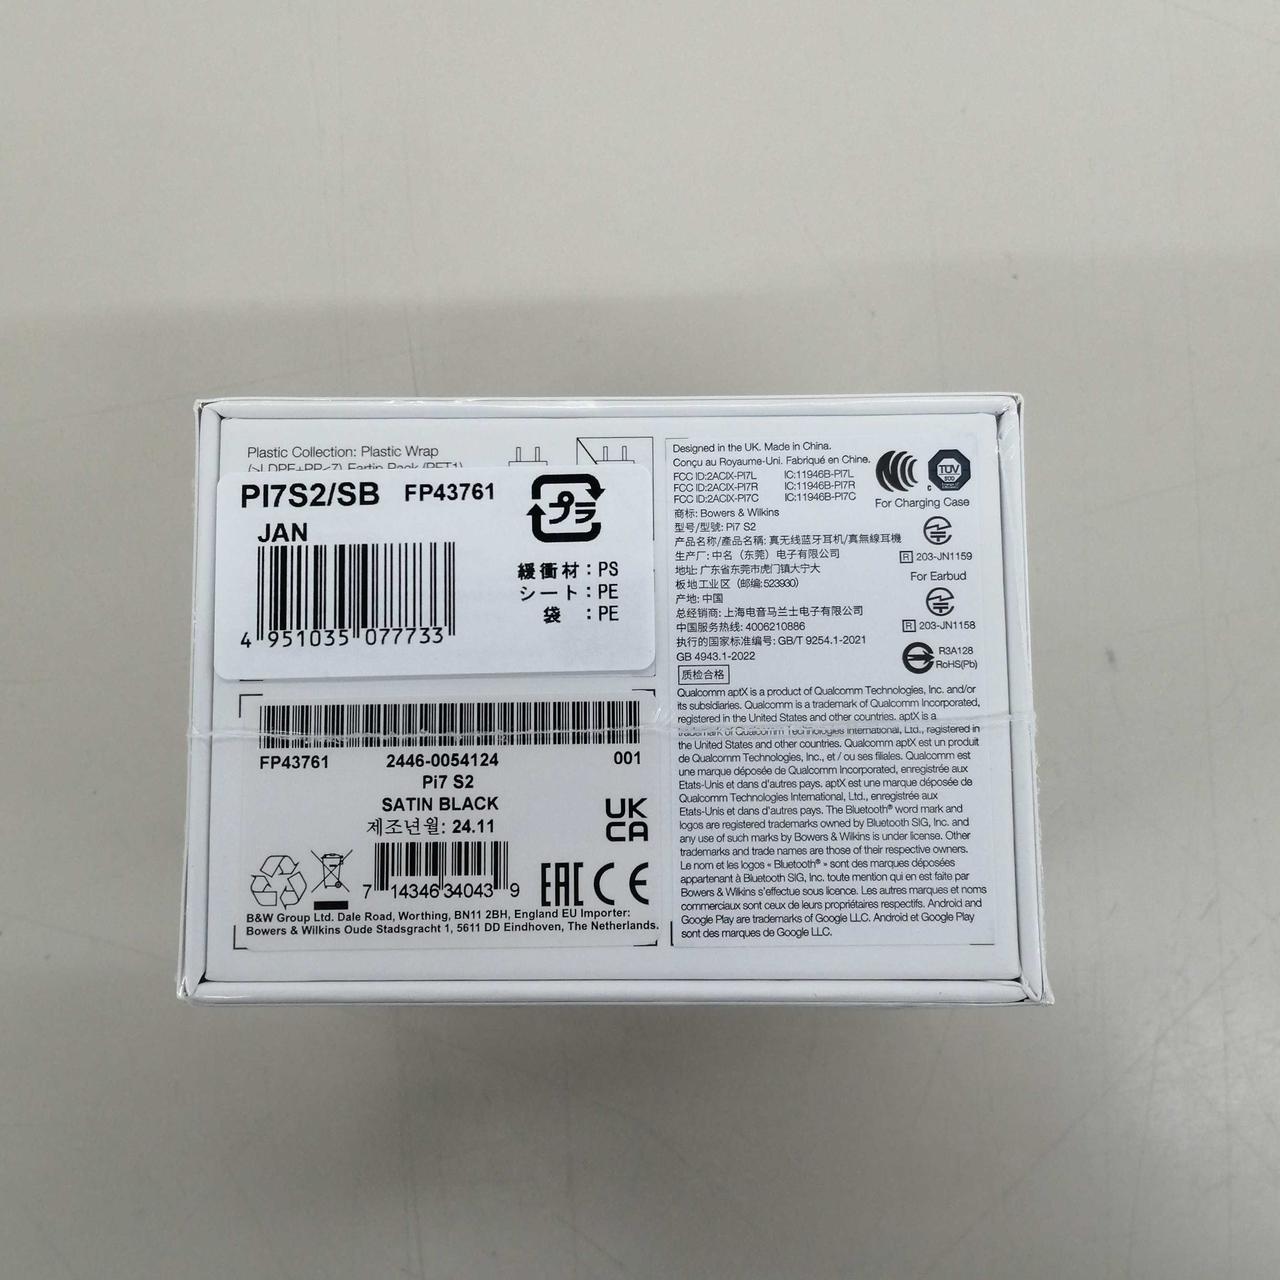 Plastic Collection: Plastic Wrap
PI7S2/SB FP43761
プラ
JAN
4 951035 077733
緩衝材：PS
シート：PE
袋 ：PE
FP43761 2446-0054124 001
Pi7 S2
SATIN BLACK
제조년월: 24.11
UK
CA
7 14346 34043 9
EAC CE
B&W Group Ltd. Dale Road, Worthing, BN11 2BH, England EU Importer:
Bowers & Wilkins Oude Stadsgracht 1, 5611 DD Eindhoven, The Netherlands.
Designed in the UK. Made in China.
Conçu au Royaume-Uni. Fabriqué en Chine.
FCC ID:2ACIX-PI7L IC:11946B-PI7L
FCC ID:2ACIX-PI7R IC:11946B-PI7R
FCC ID:2ACIX-PI7C IC:11946B-PI7C
商标: Bowers & Wilkins
型号/型號: Pi7 S2
产品名称/產品名稱: 真无线蓝牙耳机/真無線耳機
生产厂: 中名（东莞）电子有限公司
地址: 广东省东莞市虎门镇大宁大
板地工业区（邮编:523930）
产地: 中国
总经销商: 上海电音马兰士电子有限公司
中国服务热线: 4006210886
执行的国家标准编号: GB/T 9254.1-2021
GB 4943.1-2022
质检合格
TÜV
For Charging Case
R 203-JN1159
For Earbud
R 203-JN1158
R3A128
RoHS(Pb)
Qualcomm aptX is a product of Qualcomm Technologies, Inc. and/or
its subsidiaries. Qualcomm is a trademark of Qualcomm Incorporated,
registered in the United States and other countries. aptX is a
trademark of Qualcomm Technologies International, Ltd., registered in
the United States and other countries. Qualcomm aptX est un produit
de Qualcomm Technologies, Inc., et / ou ses filiales. Qualcomm est
une marque déposée de Qualcomm Incorporated, enregistrée aux
Etats-Unis et dans d'autres pays. aptX est une marque déposée de
Qualcomm Technologies International, Ltd., enregistrée aux
Etats-Unis et dans d'autres pays. The Bluetooth® word mark and
logos are registered trademarks owned by Bluetooth SIG, Inc. and
any use of such marks by Bowers & Wilkins is under license. Other
trademarks and trade names are those of their respective owners.
Le nom et les logos « Bluetooth® » sont des marques déposées
appartenant à Bluetooth SIG, Inc. toute mention qui en est faite par
Bowers & Wilkins s'effectue sous licence. Les autres marques et noms
commerciaux sont ceux de leurs propriétaires respectifs. Android and
Google Play are trademarks of Google LLC. Android et Google Play
sont des marques de Google LLC.